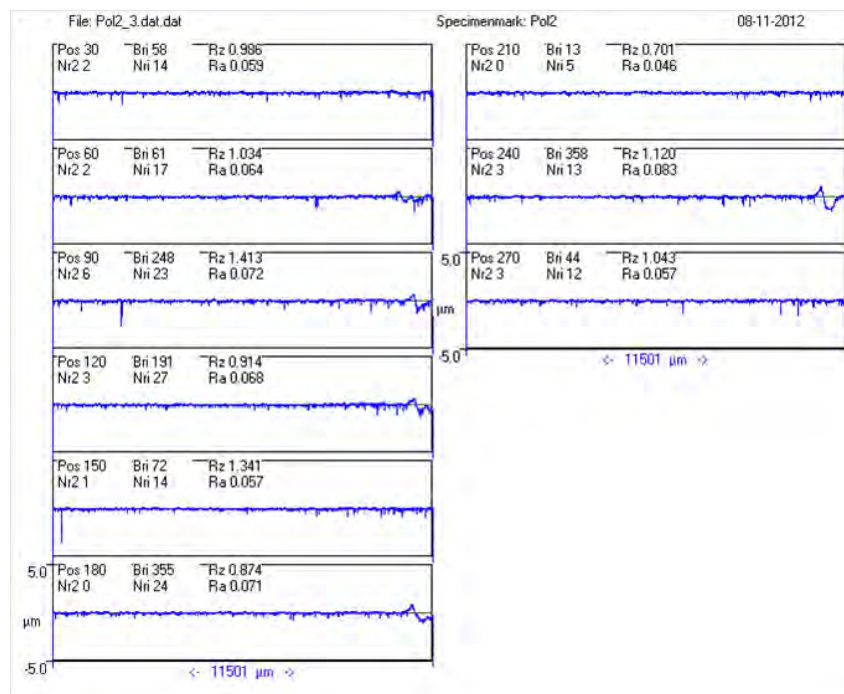 File: Pol2_3.dat.dat Specimenmark: Pol2 08-11-2012
Pos 30 Bri 58 Rz 0.986
Nr2 2 Nri 14 Ra 0.059
Pos 60 Bri 61 Rz 1.034
Nr2 2 Nri 17 Ra 0.064
Pos 90 Bri 248 Rz 1.413
Nr2 6 Nri 23 Ra 0.072
Pos 120 Bri 191 Rz 0.914
Nr2 3 Nri 27 Ra 0.068
Pos 150 Bri 72 Rz 1.341
Nr2 1 Nri 14 Ra 0.057
5.0 Pos 180 Bri 355 Rz 0.874
Nr2 0 Nri 24 Ra 0.071
µm
-5.0
<- 11501 µm ->
Pos 210 Bri 13 Rz 0.701
Nr2 0 Nri 5 Ra 0.046
Pos 240 Bri 358 Rz 1.120
Nr2 3 Nri 13 Ra 0.083
5.0 Pos 270 Bri 44 Rz 1.043
Nr2 3 Nri 12 Ra 0.057
µm
-5.0
<- 11501 µm ->